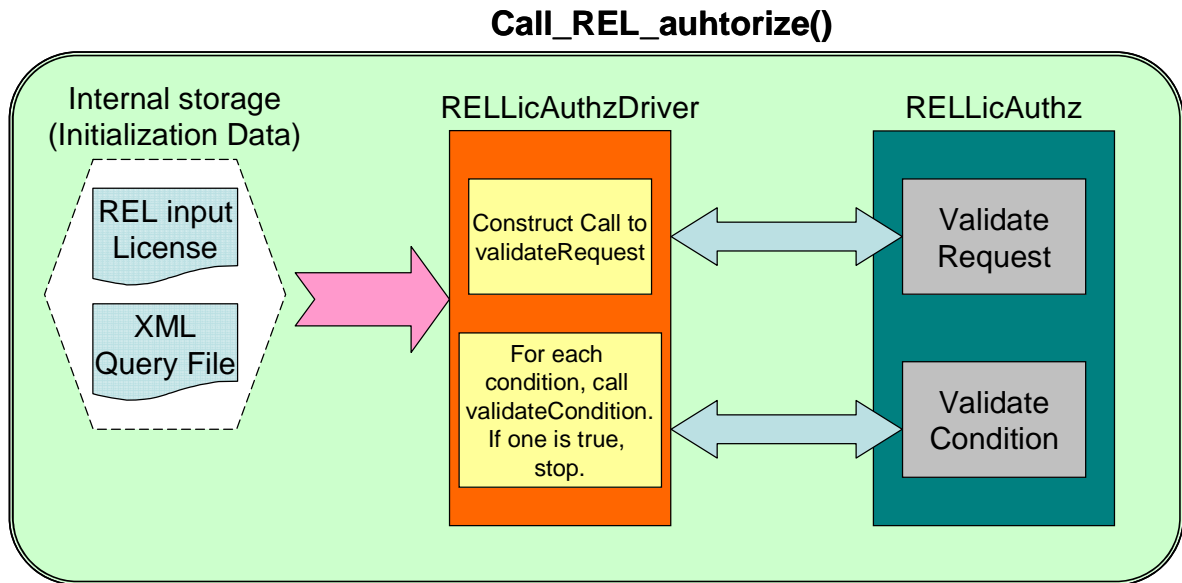 Call_REL_auhtorize()
Internal storage
(Initialization Data)
REL input
License
XML
Query File
RELLicAuthzDriver
Construct Call to
validateRequest
For each
condition, call
validateCondition.
If one is true,
stop.
RELLicAuthz
Validate
Request
Validate
Condition